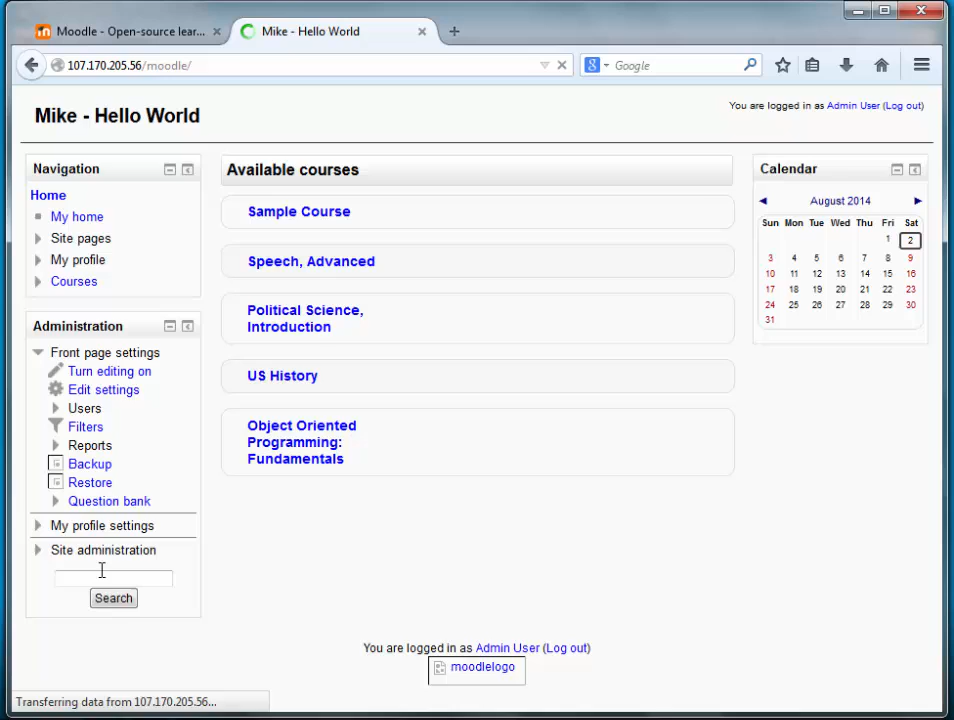 Moodle - Open-source lear...
Mike - Hello World
107.170.205.56/moodle/
Google
Mike - Hello World
You are logged in as Admin User (Log out)
Navigation
Home
My home
Site pages
My profile
Courses
Administration
Front page settings
Turn editing on
Edit settings
Users
Filters
Reports
Backup
Restore
Question bank
My profile settings
Site administration
Search
Available courses
Sample Course
Speech, Advanced
Political Science,
Introduction
US History
Object Oriented
Programming:
Fundamentals
Calendar
August 2014
Sun Mon Tue Wed Thu Fri Sat
1 2
3 4 5 6 7 8 9
10 11 12 13 14 15 16
17 18 19 20 21 22 23
24 25 26 27 28 29 30
31
You are logged in as Admin User (Log out)
moodlelogo
Transferring data from 107.170.205.56...